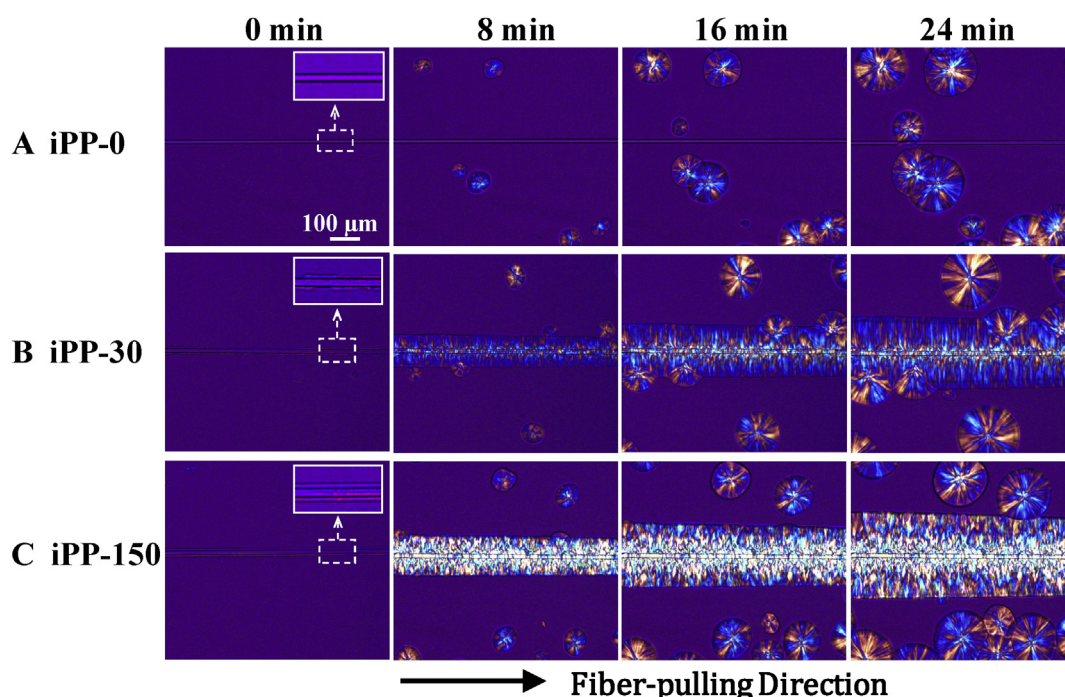 0 min 8 min 16 min 24 min
A iPP-0
100 μm
B iPP-30
C iPP-150
Fiber-pulling Direction